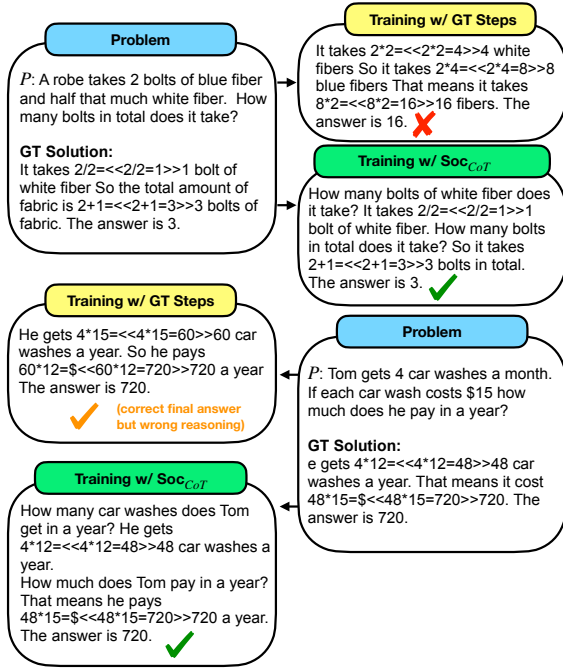 Problem
P: A robe takes 2 bolts of blue fiber
and half that much white fiber. How
many bolts in total does it take?
GT Solution:
It takes 2/2=<<2/2=1>>1 bolt of
white fiber So the total amount of
fabric is 2+1=<<2+1=3>>3 bolts of
fabric. The answer is 3.
Training w/ GT Steps
It takes 2*2=<<2*2=4>>4 white
fibers So it takes 2*4=<<2*4=8>>8
blue fibers That means it takes
8*2=<<8*2=16>>16 fibers. The
answer is 16.
Training w/ Soc_CoT
How many bolts of white fiber does
it take? It takes 2/2=<<2/2=1>>1
bolt of white fiber. How many bolts
in total does it take? So it takes
2+1=<<2+1=3>>3 bolts in total.
The answer is 3.
Training w/ GT Steps
He gets 4*15=<<4*15=60>>60 car
washes a year. So he pays
60*12=$<<60*12=720>>720 a year
The answer is 720.
(correct final answer
but wrong reasoning)
Problem
P: Tom gets 4 car washes a month.
If each car wash costs $15 how
much does he pay in a year?
GT Solution:
e gets 4*12=<<4*12=48>>48 car
washes a year. That means it cost
48*15=$<<48*15=720>>720. The
answer is 720.
Training w/ Soc_CoT
How many car washes does Tom
get in a year? He gets
4*12=<<4*12=48>>48 car washes a
year.
How much does Tom pay in a year?
That means he pays
48*15=$<<48*15=720>>720 a year.
The answer is 720.